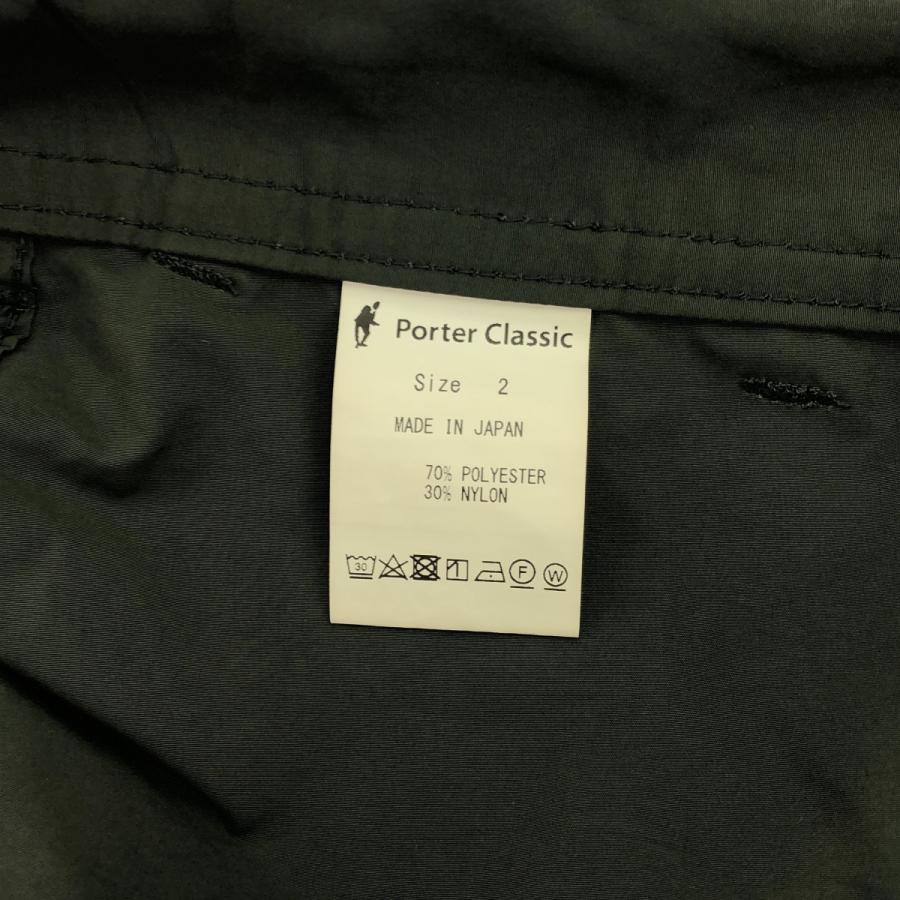 Porter Classic
Size 2
MADE IN JAPAN
70% POLYESTER
30% NYLON
30 F W